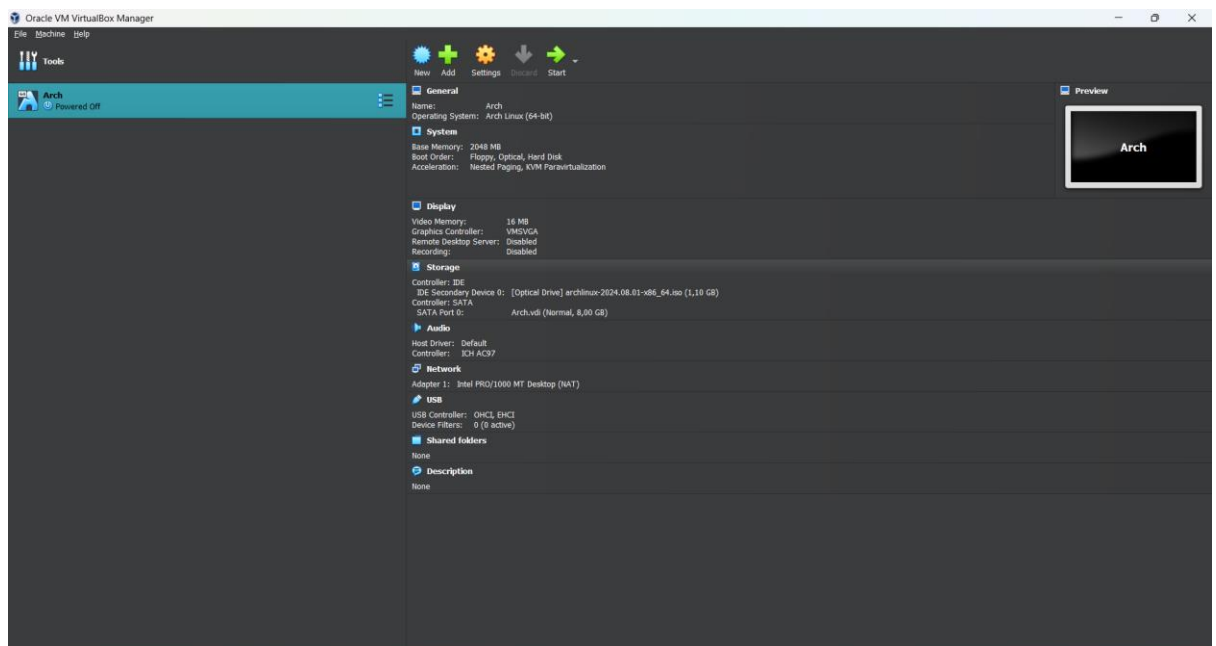 Oracle VM VirtualBox Manager
File Machine Help
Tools
New Add Settings Discard Start
Arch
Powered Off
General
Name: Arch
Operating System: Arch Linux (64-bit)
Preview
Arch
System
Base Memory: 2048 MB
Boot Order: Floppy, Optical, Hard Disk
Acceleration: Nested Paging, KVM Paravirtualization
Display
Video Memory: 16 MB
Graphics Controller: VMSVGA
Remote Desktop Server: Disabled
Recording: Disabled
Storage
Controller: IDE
IDE Secondary Device 0: [Optical Drive] archlinux-2024.08.01-x86_64.iso (1,10 GB)
Controller: SATA
SATA Port 0: Arch.vdi (Normal, 8,00 GB)
Audio
Host Driver: Default
Controller: ICH AC97
Network
Adapter 1: Intel PRO/1000 MT Desktop (NAT)
USB
USB Controller: OHCI, EHCI
Device Filters: 0 (0 active)
Shared folders
None
Description
None